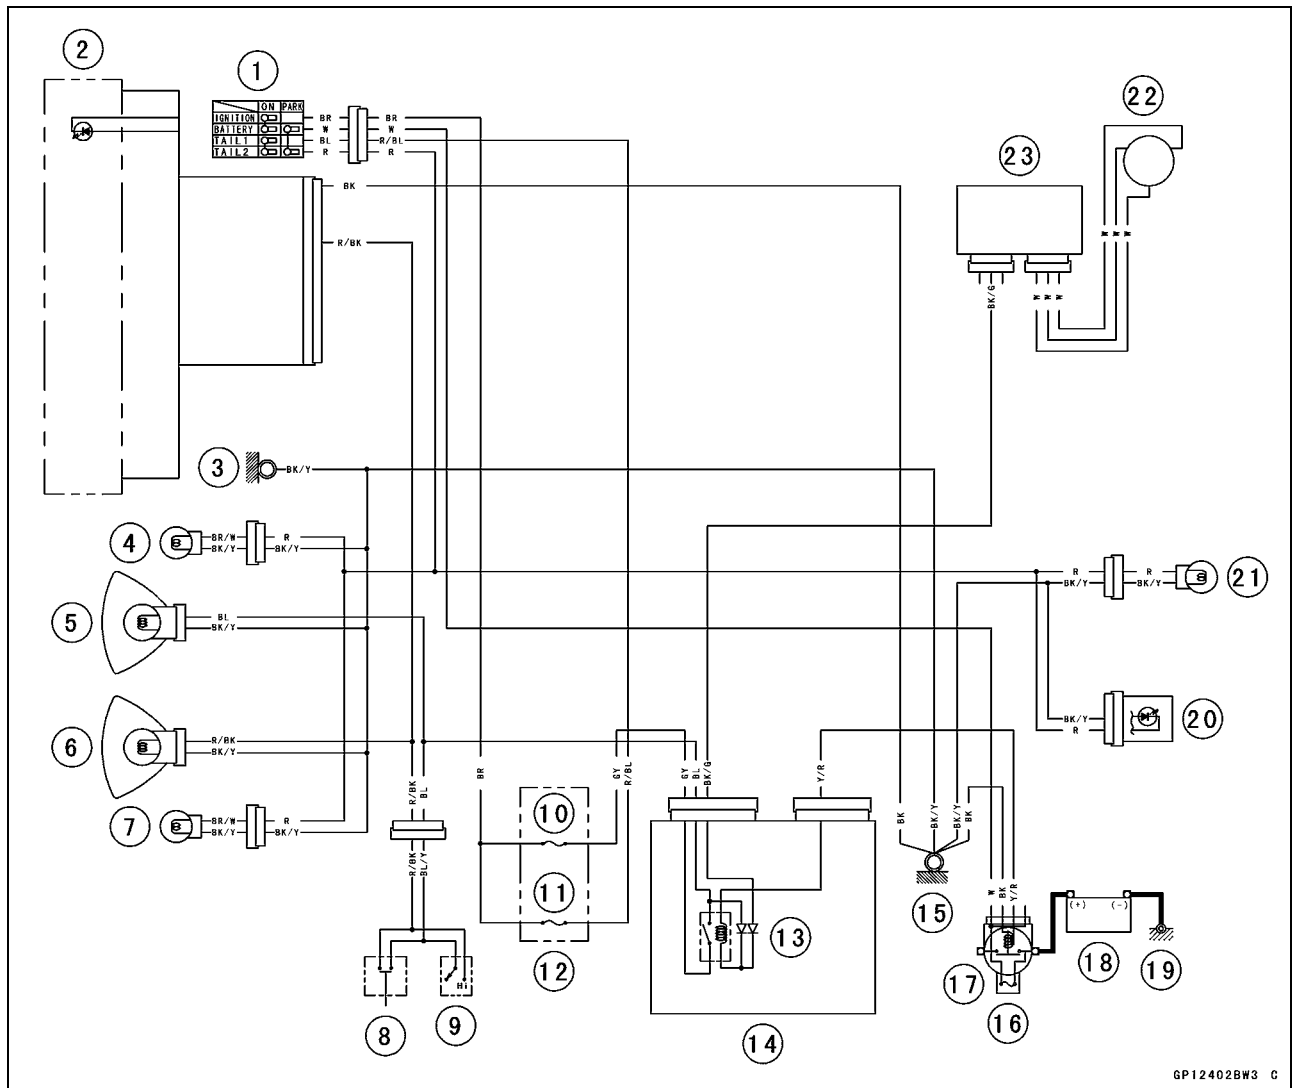 2
1
22
23
ON PARK
IGNITION BR BR
BATTERY W W
TAIL1 BL R/BL
TAIL2 R R
BK
R/BK
W W W
BK/G
W W W
3 BK/Y
4 BR/W R
BK/Y BK/Y
R R 21
BK/Y BK/Y
5 BL
BK/Y
6 R/BK
BK/Y
BK/Y 20
R
7 BR/W R
BK/Y BK/Y
R/BK BL
BR
GY R/BL
GY BL BK/G
Y/R
BK BK/Y BK/Y BK
10
R/BK BL/Y
11
12
13
14
15
W BK Y/R
(+) (-)
17
18
19
16
Hi
8
9
GP12402BW3 C